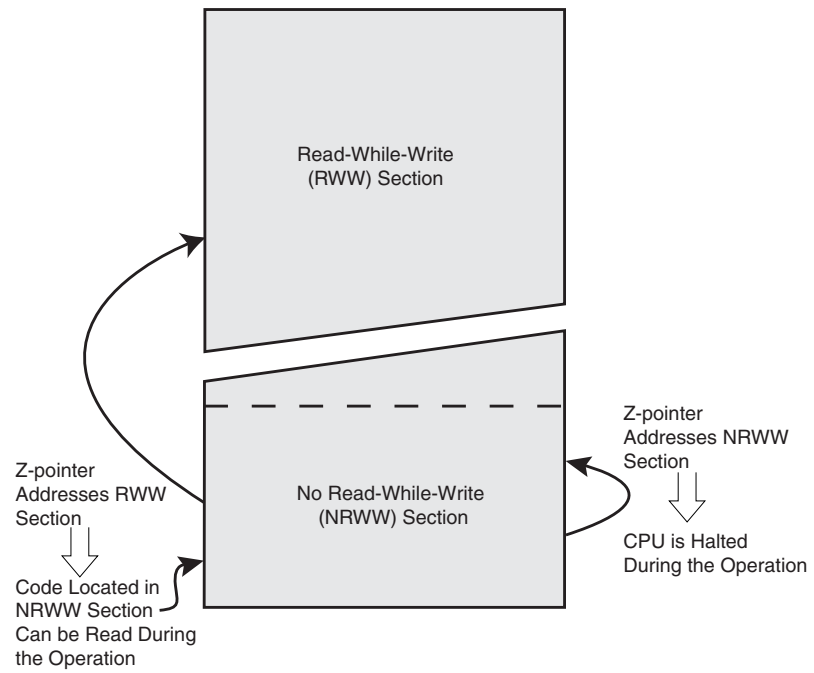 Read-While-Write
(RWW) Section
Z-pointer
Addresses NRWW
Section
Z-pointer
Addresses RWW
Section
No Read-While-Write
(NRWW) Section
CPU is Halted
During the Operation
Code Located in
NRWW Section
Can be Read During
the Operation